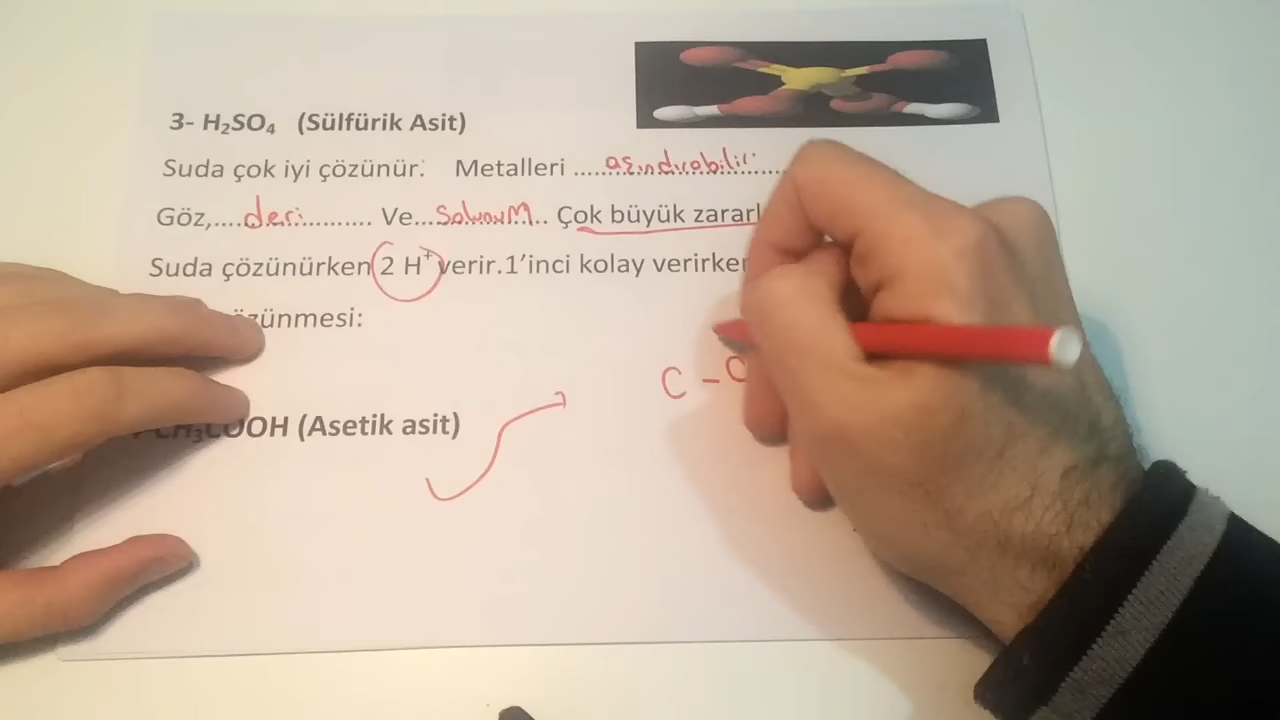 3- H₂SO₄ (Sülfürik Asit)
Suda çok iyi çözünür. Metalleri ......aşındırabilir......
Göz,....deri.......... Ve...SolunuM.. Çok büyük zararl
Suda çözünürken 2 H⁺ verir.1'inci kolay verirken
zünmesi:
C - O
CH₃COOH (Asetik asit)